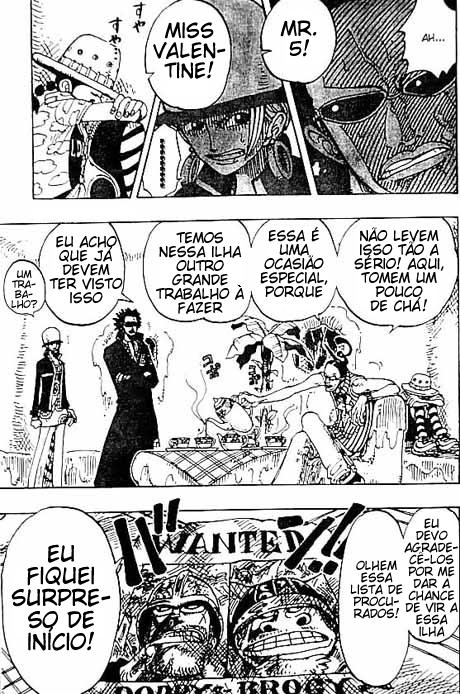 AH...
MR.
5!
MISS
VALEN-
TINE!
すや
すや
NÃO LEVEM
ISSO TÃO A
SÉRIO! AQUI,
TOMEM UM
POUCO
DE CHÁ!
ESSA É
UMA
OCASIÃO
ESPECIAL,
PORQUE
TEMOS
NESSA ILHA
OUTRO
GRANDE
TRABALHO À
FAZER
EU ACHO
QUE JÁ
DEVEM
TER VISTO
ISSO
UM
TRA-
BA-
LHO?
EU
DEVO
AGRADE-
CÊ-LOS
POR ME
DAR A
CHANCE
DE VIR A
ESSA
ILHA
OLHEM
ESSA
LISTA DE
PROCU-
RADOS!
WANTED
DORRY & BROGY
EU
FIQUEI
SURPRE-
SO DE
INÍCIO!